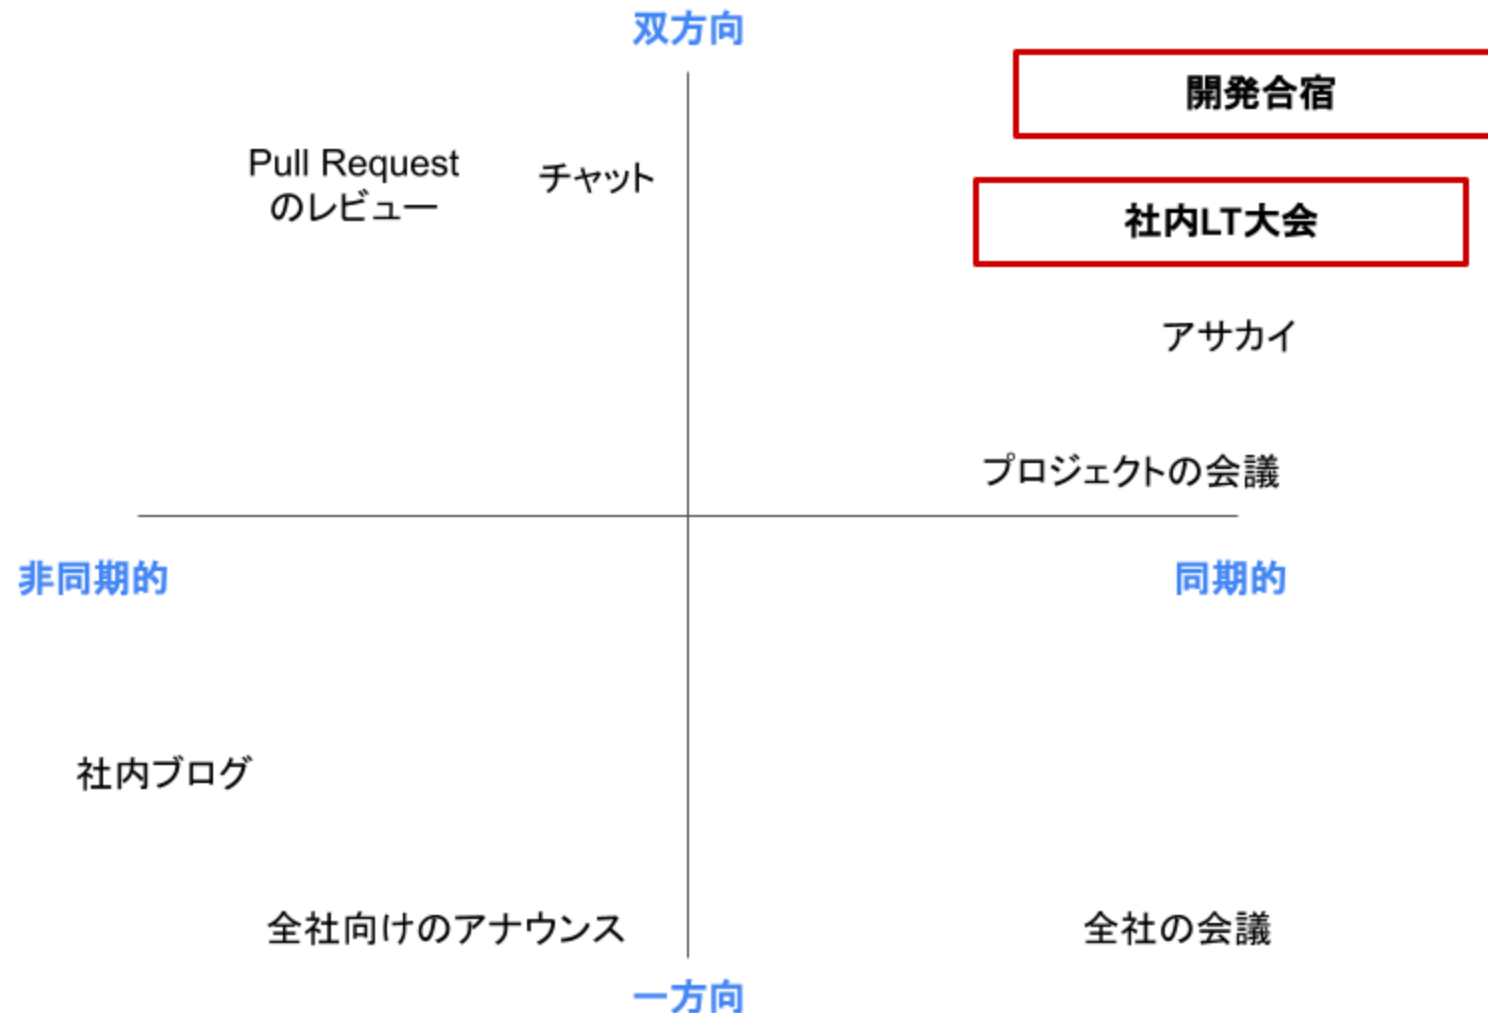 双方向
開発合宿
Pull Request
のレビュー
チャット
社内LT大会
アサカイ
プロジェクトの会議
非同期的
同期的
社内ブログ
全社向けのアナウンス
全社の会議
一方向